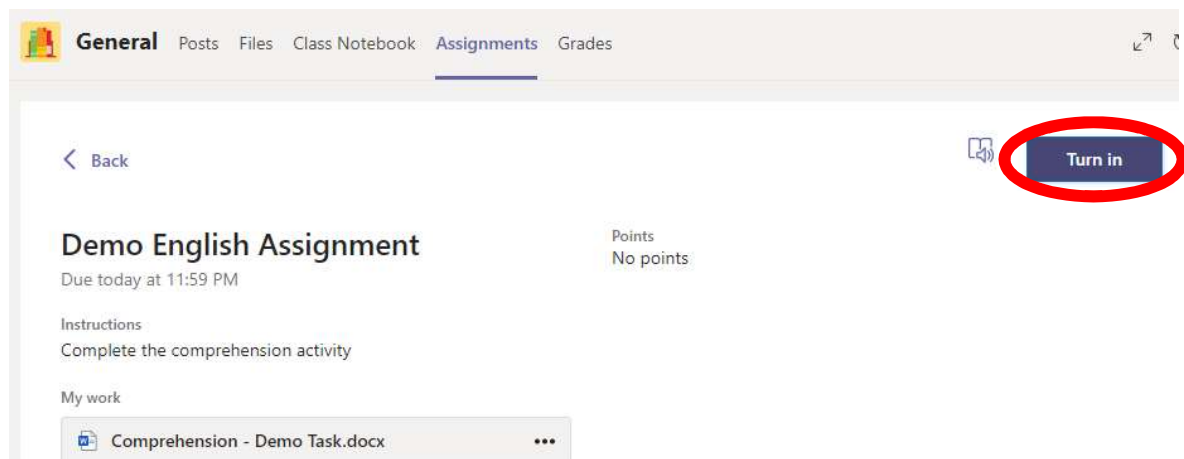 General Posts Files Class Notebook Assignments Grades
Back
Turn in
Demo English Assignment
Due today at 11:59 PM
Points
No points
Instructions
Complete the comprehension activity
My work
Comprehension - Demo Task.docx